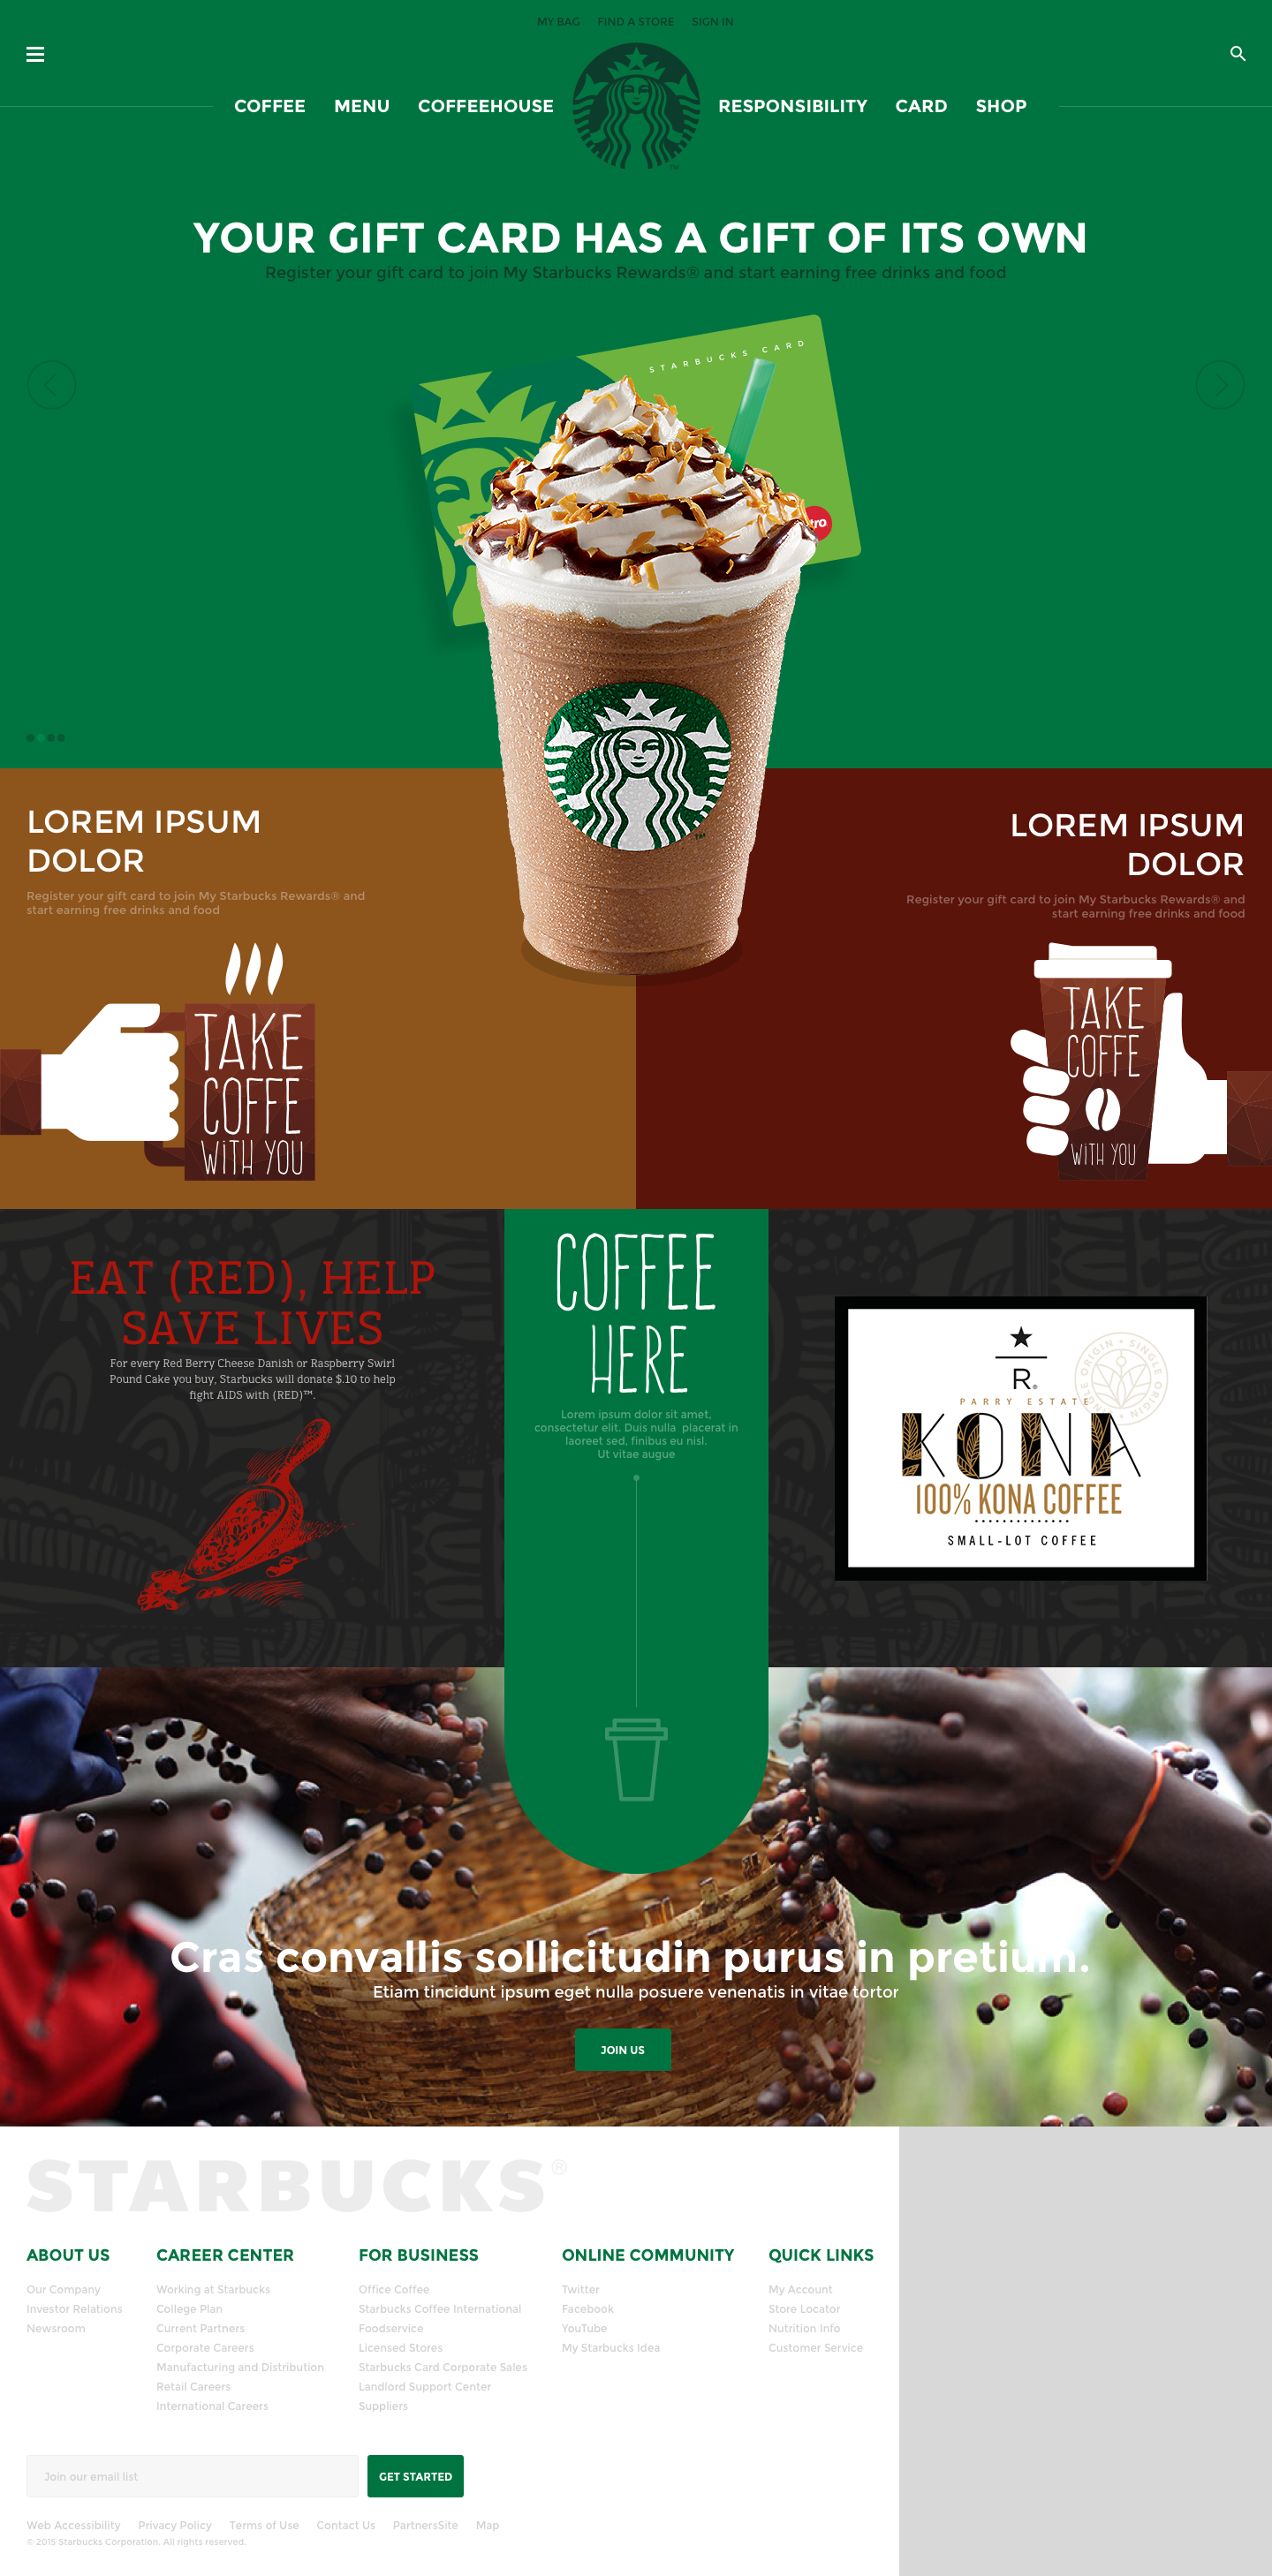 MY BAG FIND A STORE SIGN IN
COFFEE MENU COFFEEHOUSE RESPONSIBILITY CARD SHOP
TM
YOUR GIFT CARD HAS A GIFT OF ITS OWN
Register your gift card to join My Starbucks Rewards® and start earning free drinks and food
STARBUCKS CARD
tro
TM
LOREM IPSUM
DOLOR
Register your gift card to join My Starbucks Rewards® and
start earning free drinks and food
TAKE
COFFE
WiTH YOU
LOREM IPSUM
DOLOR
Register your gift card to join My Starbucks Rewards® and
start earning free drinks and food
TAKE
COFFE
WiTH YOU
EAT (RED), HELP
SAVE LIVES
For every Red Berry Cheese Danish or Raspberry Swirl
Pound Cake you buy, Starbucks will donate $.10 to help
fight AIDS with (RED)™.
COFFEE
HERE
Lorem ipsum dolor sit amet,
consectetur elit. Duis nulla placerat in
laoreet sed, finibus eu nisl.
Ut vitae augue
R®
SINGLE ORIGIN • SINGLE ORIGIN •
PARRY ESTATE
KONA
100% KONA COFFEE
SMALL-LOT COFFEE
Cras convallis sollicitudin purus in pretium.
Etiam tincidunt ipsum eget nulla posuere venenatis in vitae tortor
JOIN US
STARBUCKS®
ABOUT US
Our Company
Investor Relations
Newsroom
CAREER CENTER
Working at Starbucks
College Plan
Current Partners
Corporate Careers
Manufacturing and Distribution
Retail Careers
International Careers
FOR BUSINESS
Office Coffee
Starbucks Coffee International
Foodservice
Licensed Stores
Starbucks Card Corporate Sales
Landlord Support Center
Suppliers
ONLINE COMMUNITY
Twitter
Facebook
YouTube
My Starbucks Idea
QUICK LINKS
My Account
Store Locator
Nutrition Info
Customer Service
Join our email list
GET STARTED
Web Accessibility Privacy Policy Terms of Use Contact Us PartnersSite Map
© 2015 Starbucks Corporation. All rights reserved.